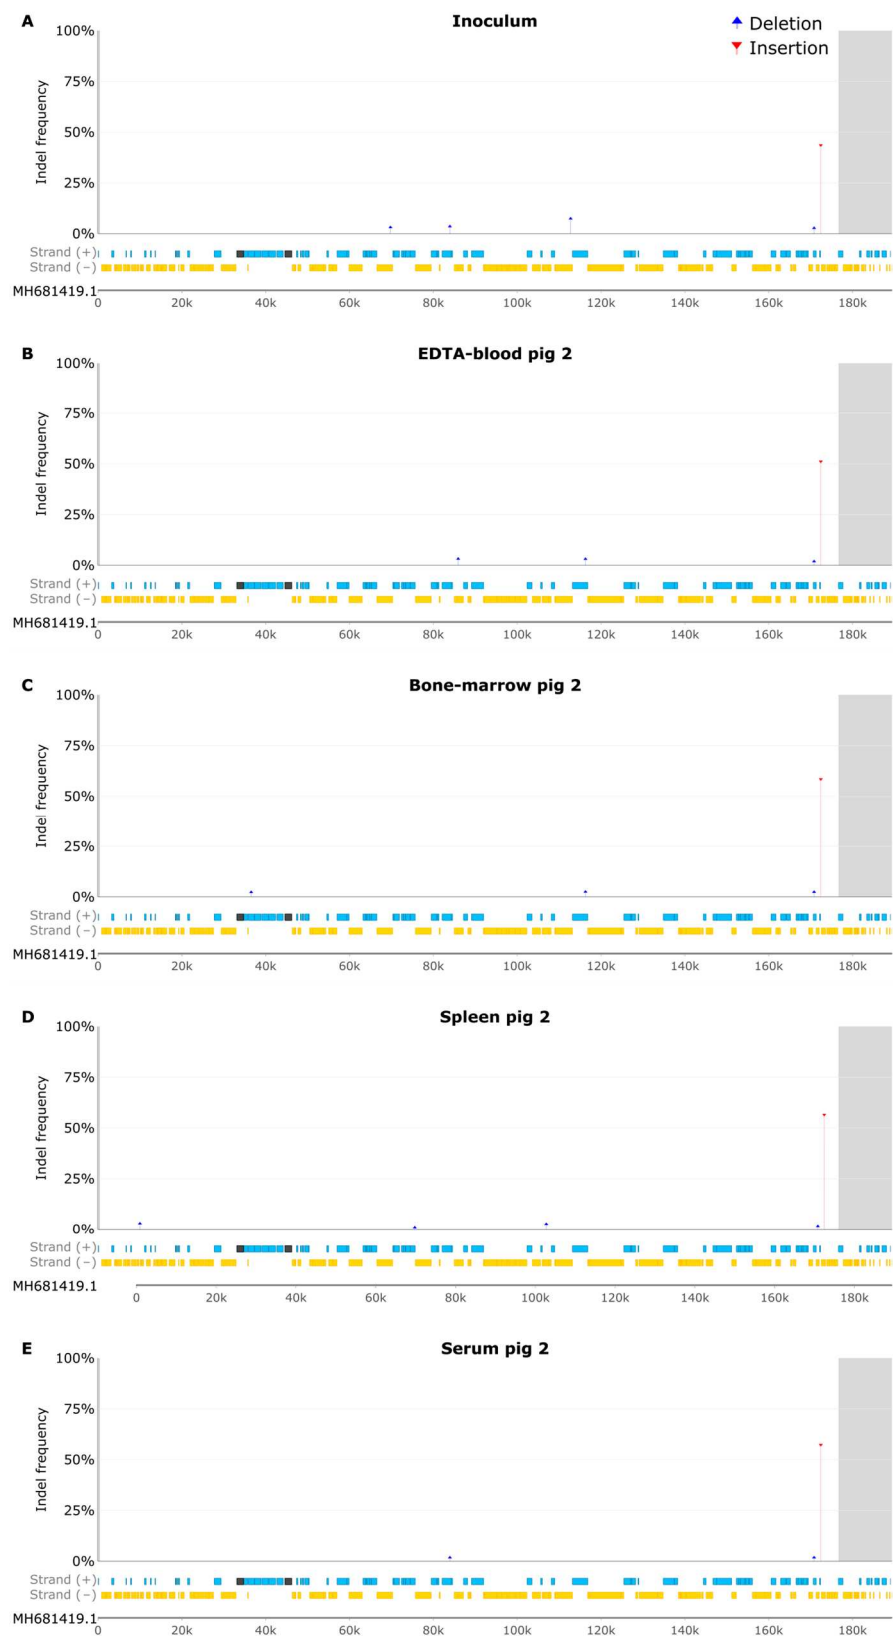 A
Inoculum
Deletion
Insertion
Indel frequency
100%
75%
50%
25%
0%
Strand (+)
Strand (−)
MH681419.1
0 20k 40k 60k 80k 100k 120k 140k 160k 180k
B
EDTA-blood pig 2
Indel frequency
100%
75%
50%
25%
0%
Strand (+)
Strand (−)
MH681419.1
0 20k 40k 60k 80k 100k 120k 140k 160k 180k
C
Bone-marrow pig 2
Indel frequency
100%
75%
50%
25%
0%
Strand (+)
Strand (−)
MH681419.1
0 20k 40k 60k 80k 100k 120k 140k 160k 180k
D
Spleen pig 2
Indel frequency
100%
75%
50%
25%
0%
Strand (+)
Strand (−)
MH681419.1
0 20k 40k 60k 80k 100k 120k 140k 160k 180k
E
Serum pig 2
Indel frequency
100%
75%
50%
25%
0%
Strand (+)
Strand (−)
MH681419.1
0 20k 40k 60k 80k 100k 120k 140k 160k 180k